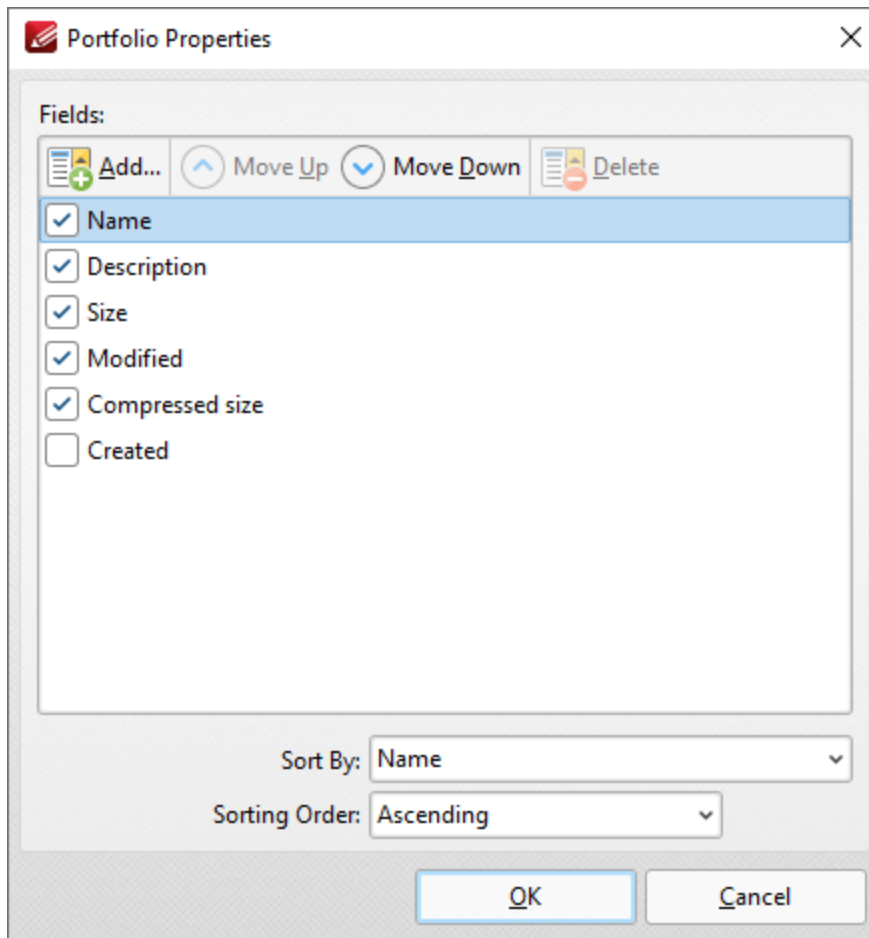 Portfolio Properties
Fields:
Add... Move Up Move Down Delete
Name
Description
Size
Modified
Compressed size
Created
Sort By: Name
Sorting Order: Ascending
OK Cancel